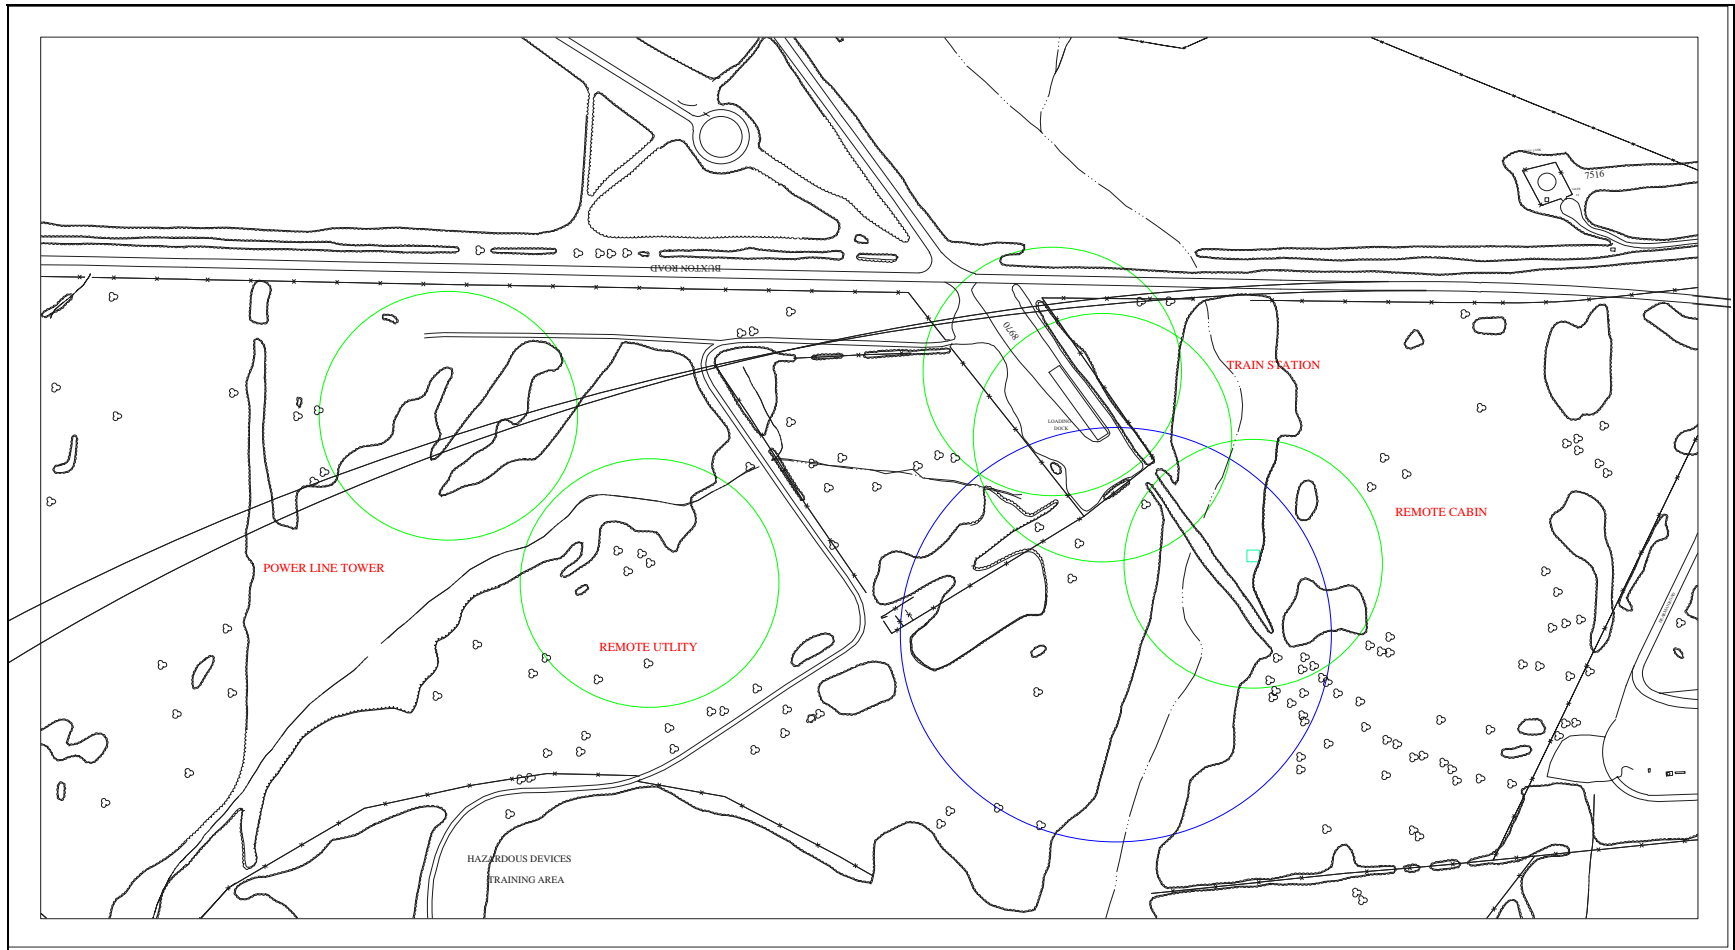 7516
BUXTON ROAD
8970
TRAIN STATION
LOADING
DOCK
REMOTE CABIN
POWER LINE TOWER
REMOTE UTLITY
HAZARDOUS DEVICES
TRAINING AREA